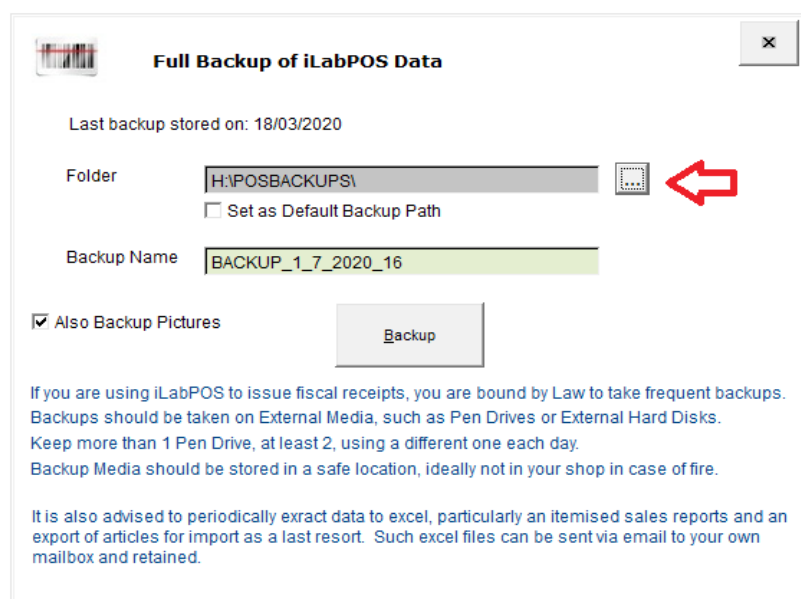 Full Backup of iLabPOS Data
×
Last backup stored on: 18/03/2020
Folder
H:\POSBACKUPS\
...
Set as Default Backup Path
Backup Name
BACKUP_1_7_2020_16
Also Backup Pictures
Backup
If you are using iLabPOS to issue fiscal receipts, you are bound by Law to take frequent backups.
Backups should be taken on External Media, such as Pen Drives or External Hard Disks.
Keep more than 1 Pen Drive, at least 2, using a different one each day.
Backup Media should be stored in a safe location, ideally not in your shop in case of fire.
It is also advised to periodically exract data to excel, particularly an itemised sales reports and an
export of articles for import as a last resort. Such excel files can be sent via email to your own
mailbox and retained.